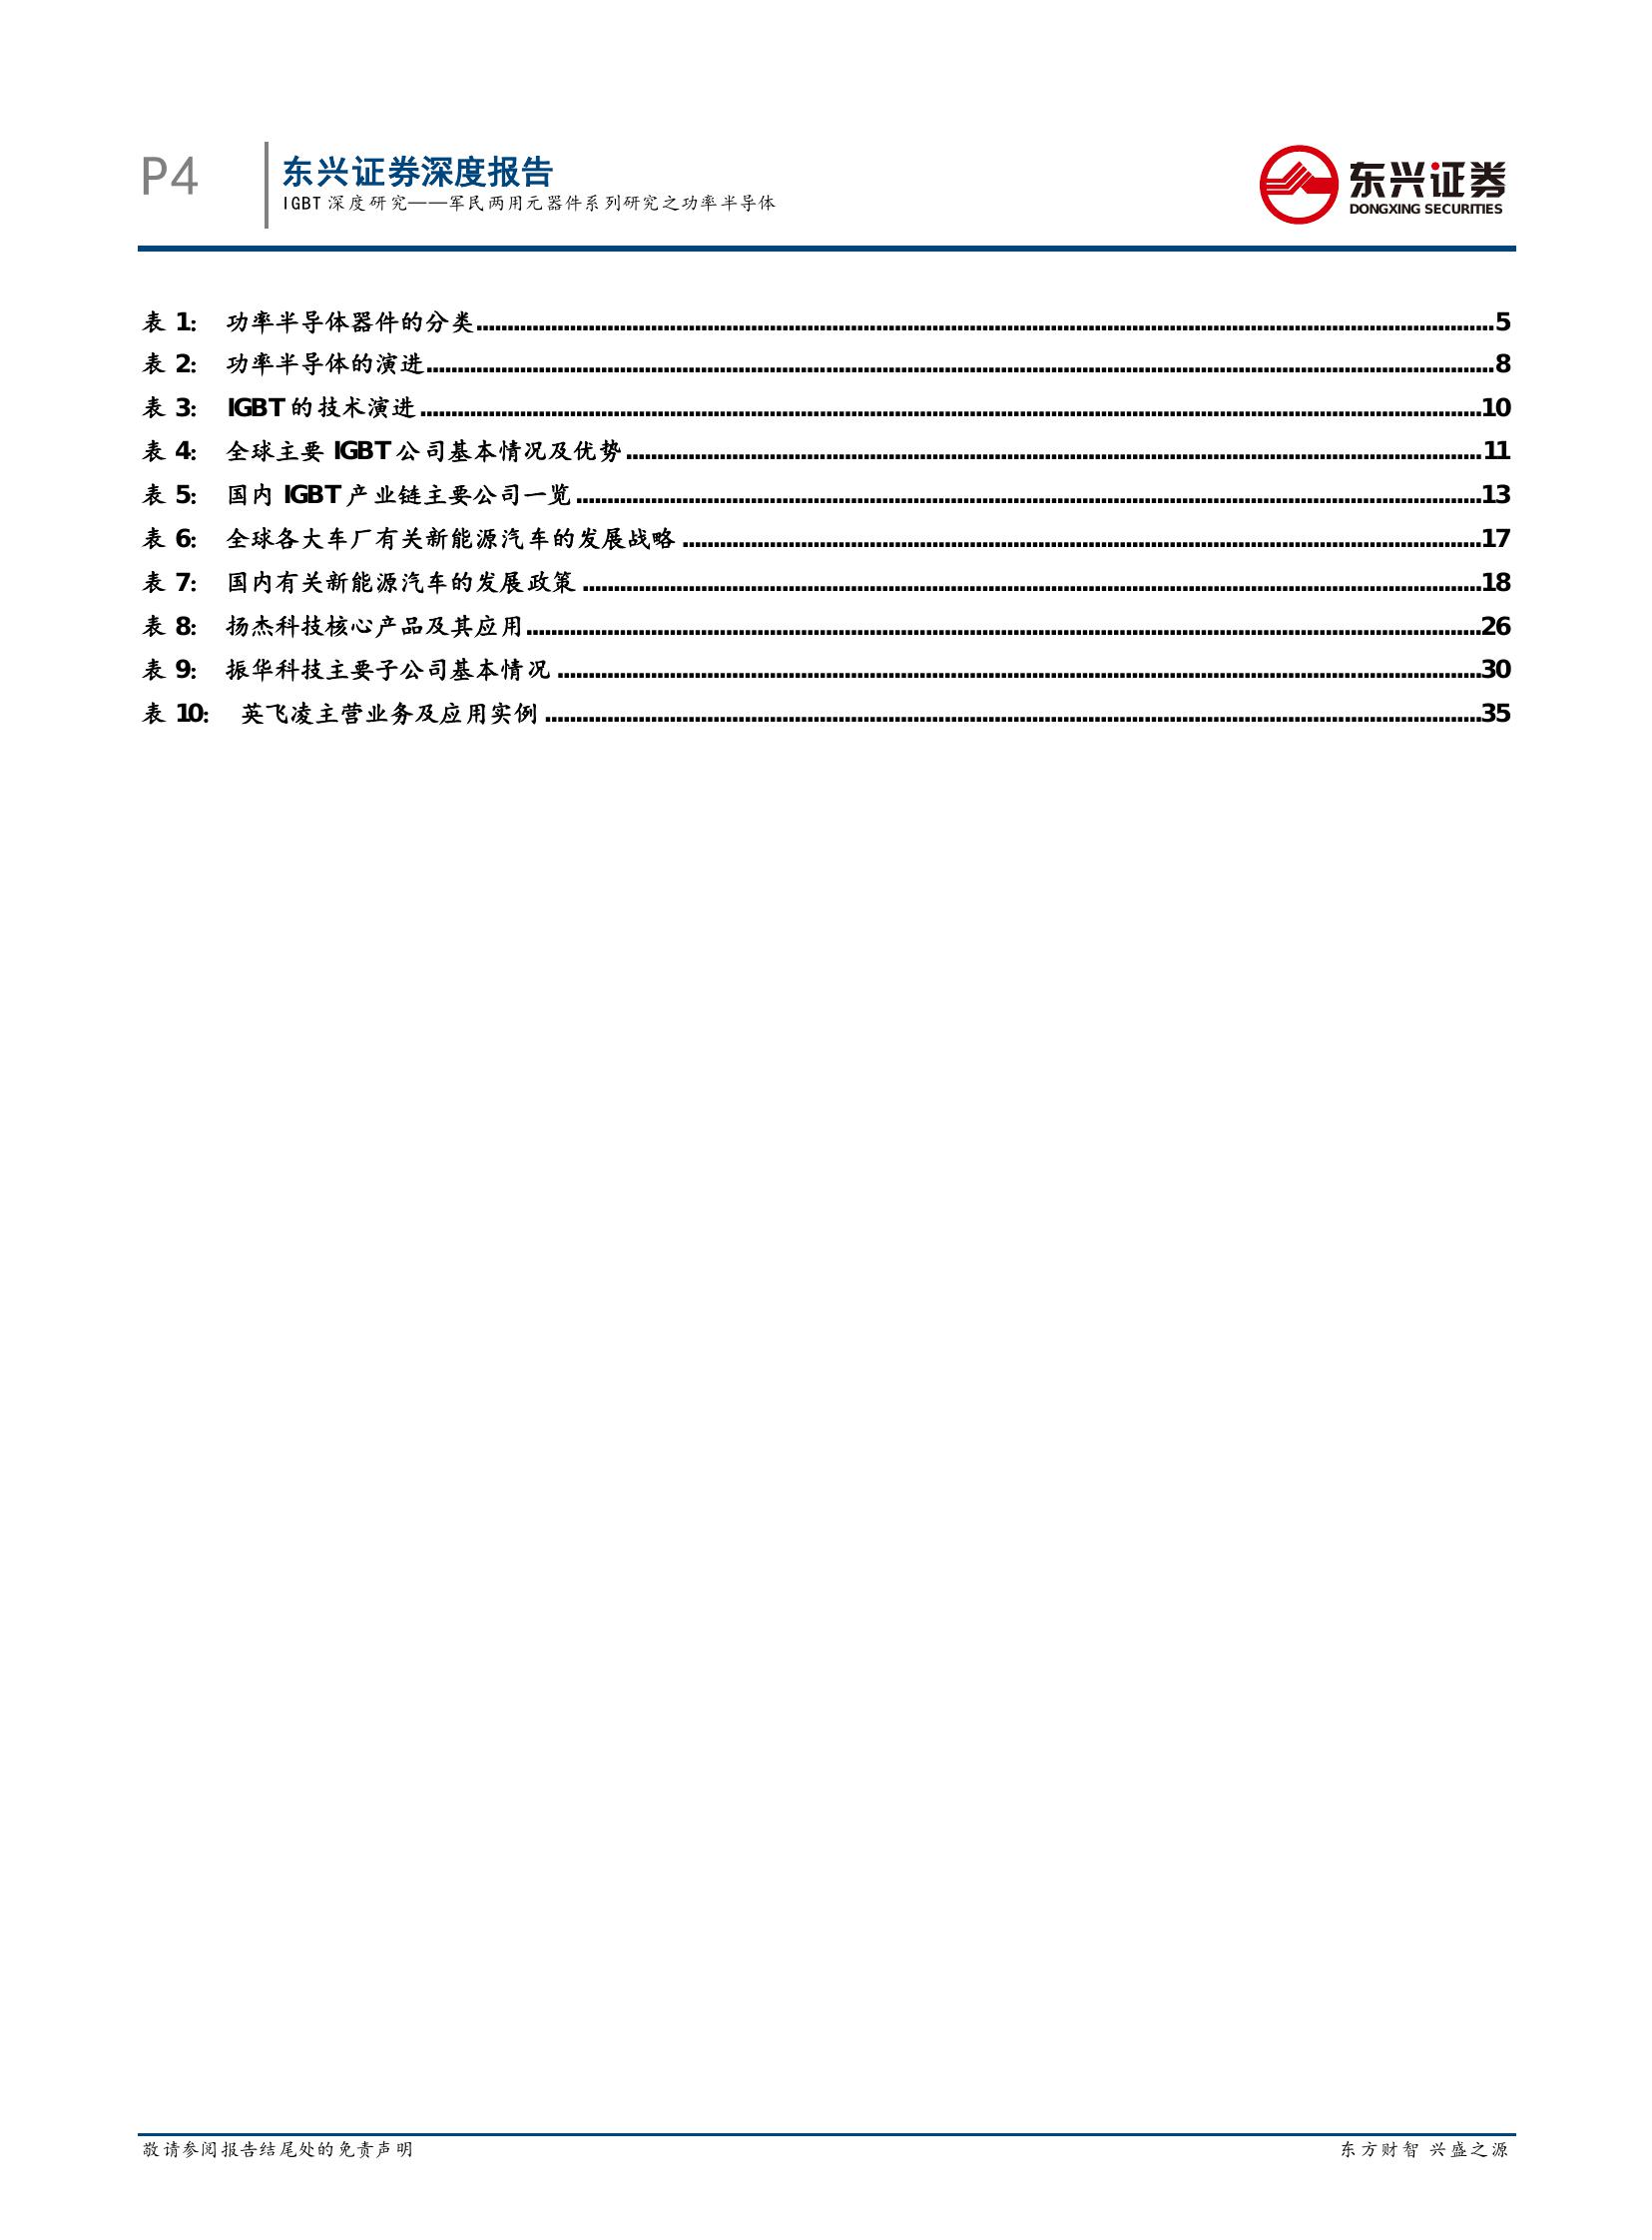 P4
东兴证券深度报告
IGBT 深度研究——军民两用元器件系列研究之功率半导体
东兴证券
DONGXING SECURITIES
表 1: 功率半导体器件的分类....................5
表 2: 功率半导体的演进....................8
表 3: IGBT 的技术演进....................10
表 4: 全球主要 IGBT 公司基本情况及优势....................11
表 5: 国内 IGBT 产业链主要公司一览....................13
表 6: 全球各大车厂有关新能源汽车的发展战略....................17
表 7: 国内有关新能源汽车的发展政策....................18
表 8: 扬杰科技核心产品及其应用....................26
表 9: 振华科技主要子公司基本情况....................30
表 10: 英飞凌主营业务及应用实例....................35
敬请参阅报告结尾处的免责声明
东方财智 兴盛之源